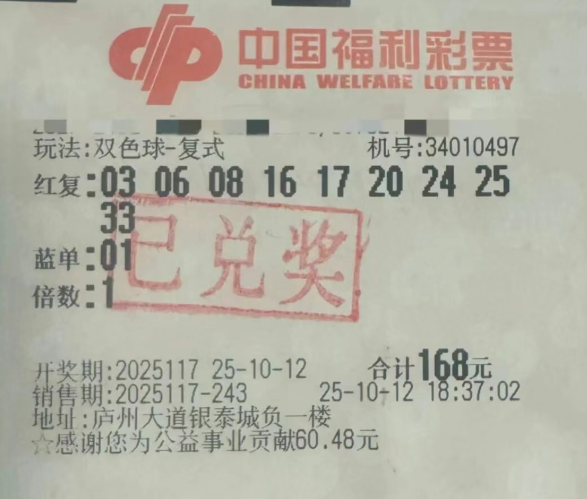 中国福利彩票
CHINA WELFARE LOTTERY
玩法:双色球-复式 机号:34010497
红复:03 06 08 16 17 20 24 25
33
蓝单:01
已兑奖
倍数:1
开奖期:2025117 25-10-12 合计168元
销售期:2025117-243 25-10-12 18:37:02
地址:庐州大道银泰城负一楼
☆感谢您为公益事业贡献60.48元